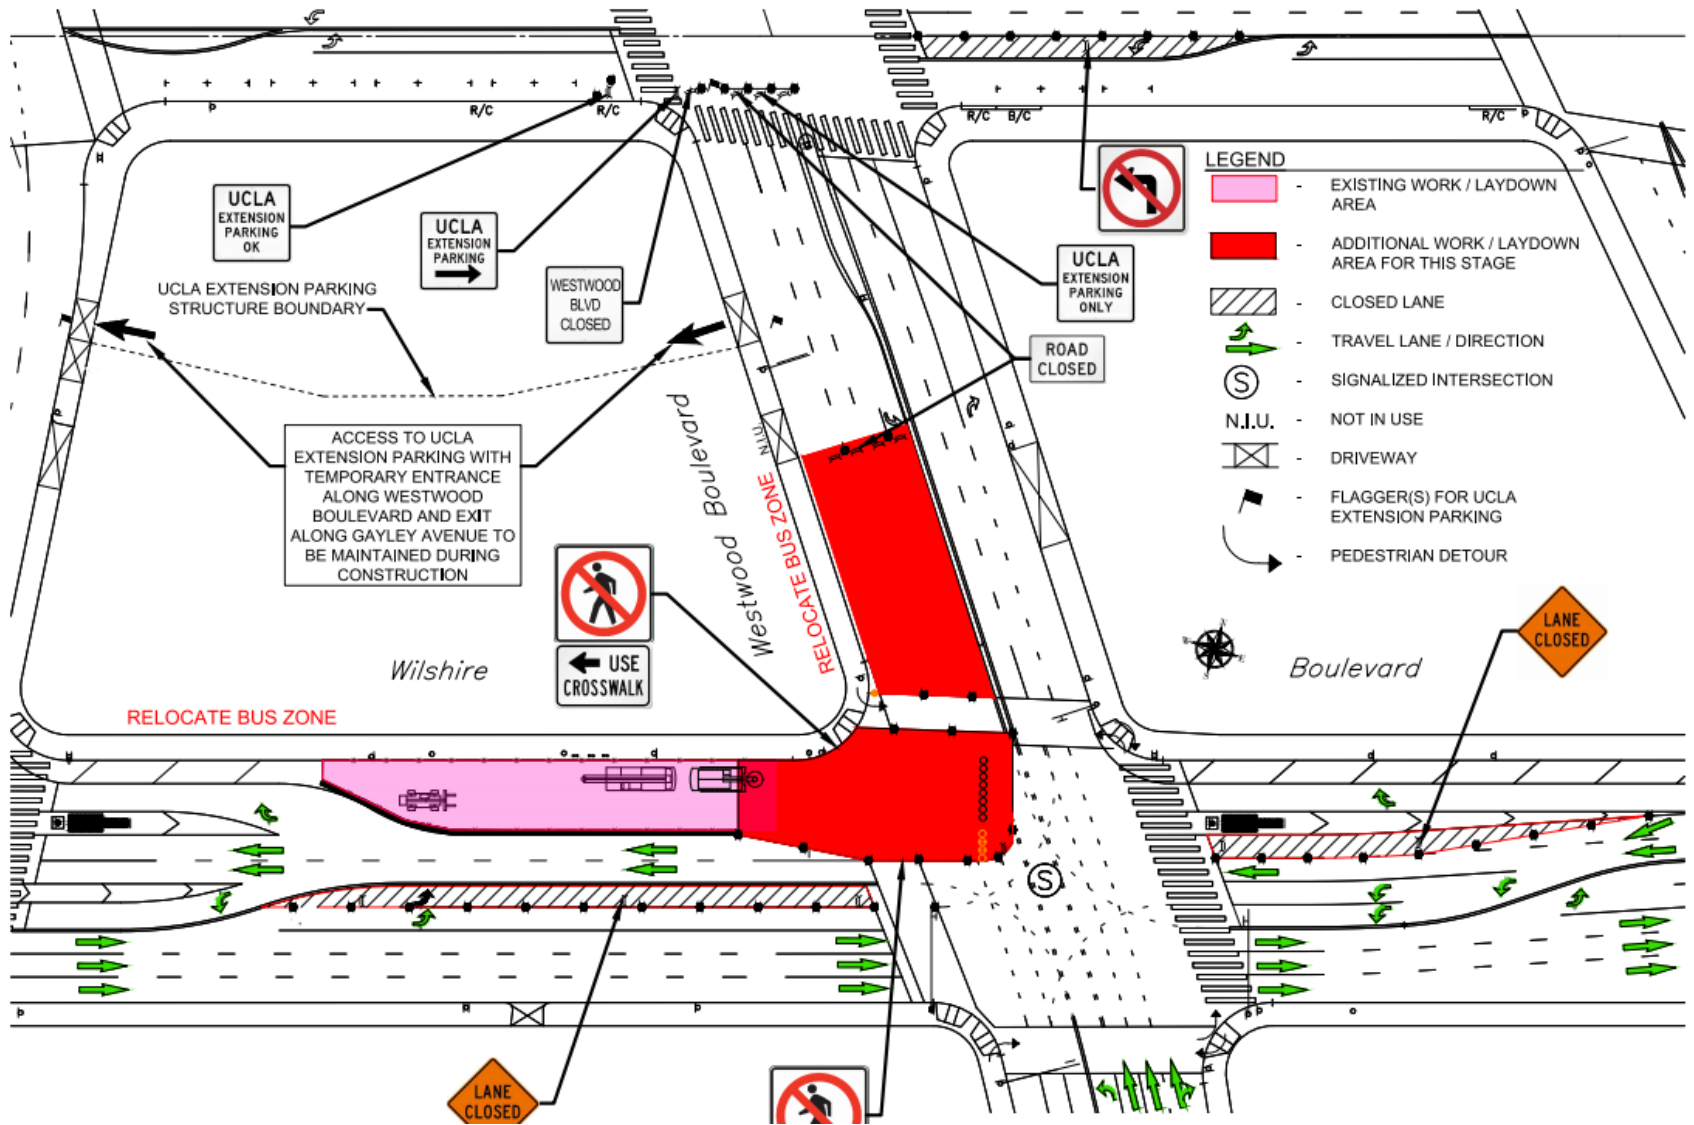 R/C
R/C
R/C
B/C
R/C
UCLA
EXTENSION
PARKING
OK
UCLA
EXTENSION
PARKING
WESTWOOD
BLVD
CLOSED
UCLA
EXTENSION
PARKING
ONLY
ROAD
CLOSED
UCLA EXTENSION PARKING
STRUCTURE BOUNDARY
ACCESS TO UCLA
EXTENSION PARKING WITH
TEMPORARY ENTRANCE
ALONG WESTWOOD
BOULEVARD AND EXIT
ALONG GAYLEY AVENUE TO
BE MAINTAINED DURING
CONSTRUCTION
LEGEND
- EXISTING WORK / LAYDOWN
AREA
- ADDITIONAL WORK / LAYDOWN
AREA FOR THIS STAGE
- CLOSED LANE
- TRAVEL LANE / DIRECTION
S - SIGNALIZED INTERSECTION
N.I.U. - NOT IN USE
- DRIVEWAY
- FLAGGER(S) FOR UCLA
EXTENSION PARKING
- PEDESTRIAN DETOUR
N.I.U.
Westwood Boulevard
RELOCATE BUS ZONE
USE
CROSSWALK
Wilshire
Boulevard
N
W
E
S
LANE
CLOSED
RELOCATE BUS ZONE
S
LANE
CLOSED